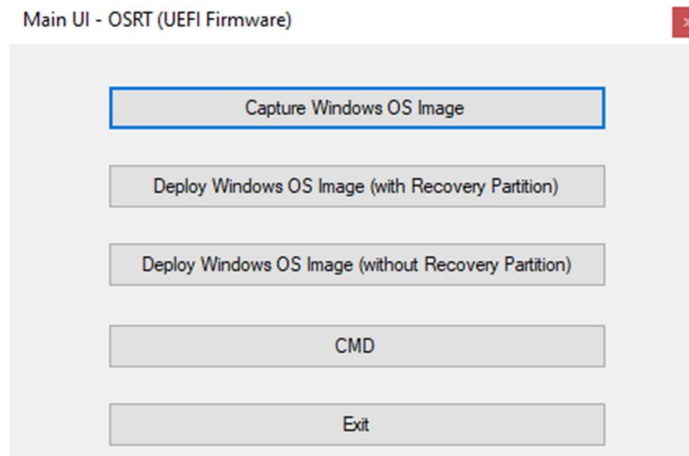 Main UI - OSRT (UEFI Firmware)
Capture Windows OS Image
Deploy Windows OS Image (with Recovery Partition)
Deploy Windows OS Image (without Recovery Partition)
CMD
Exit